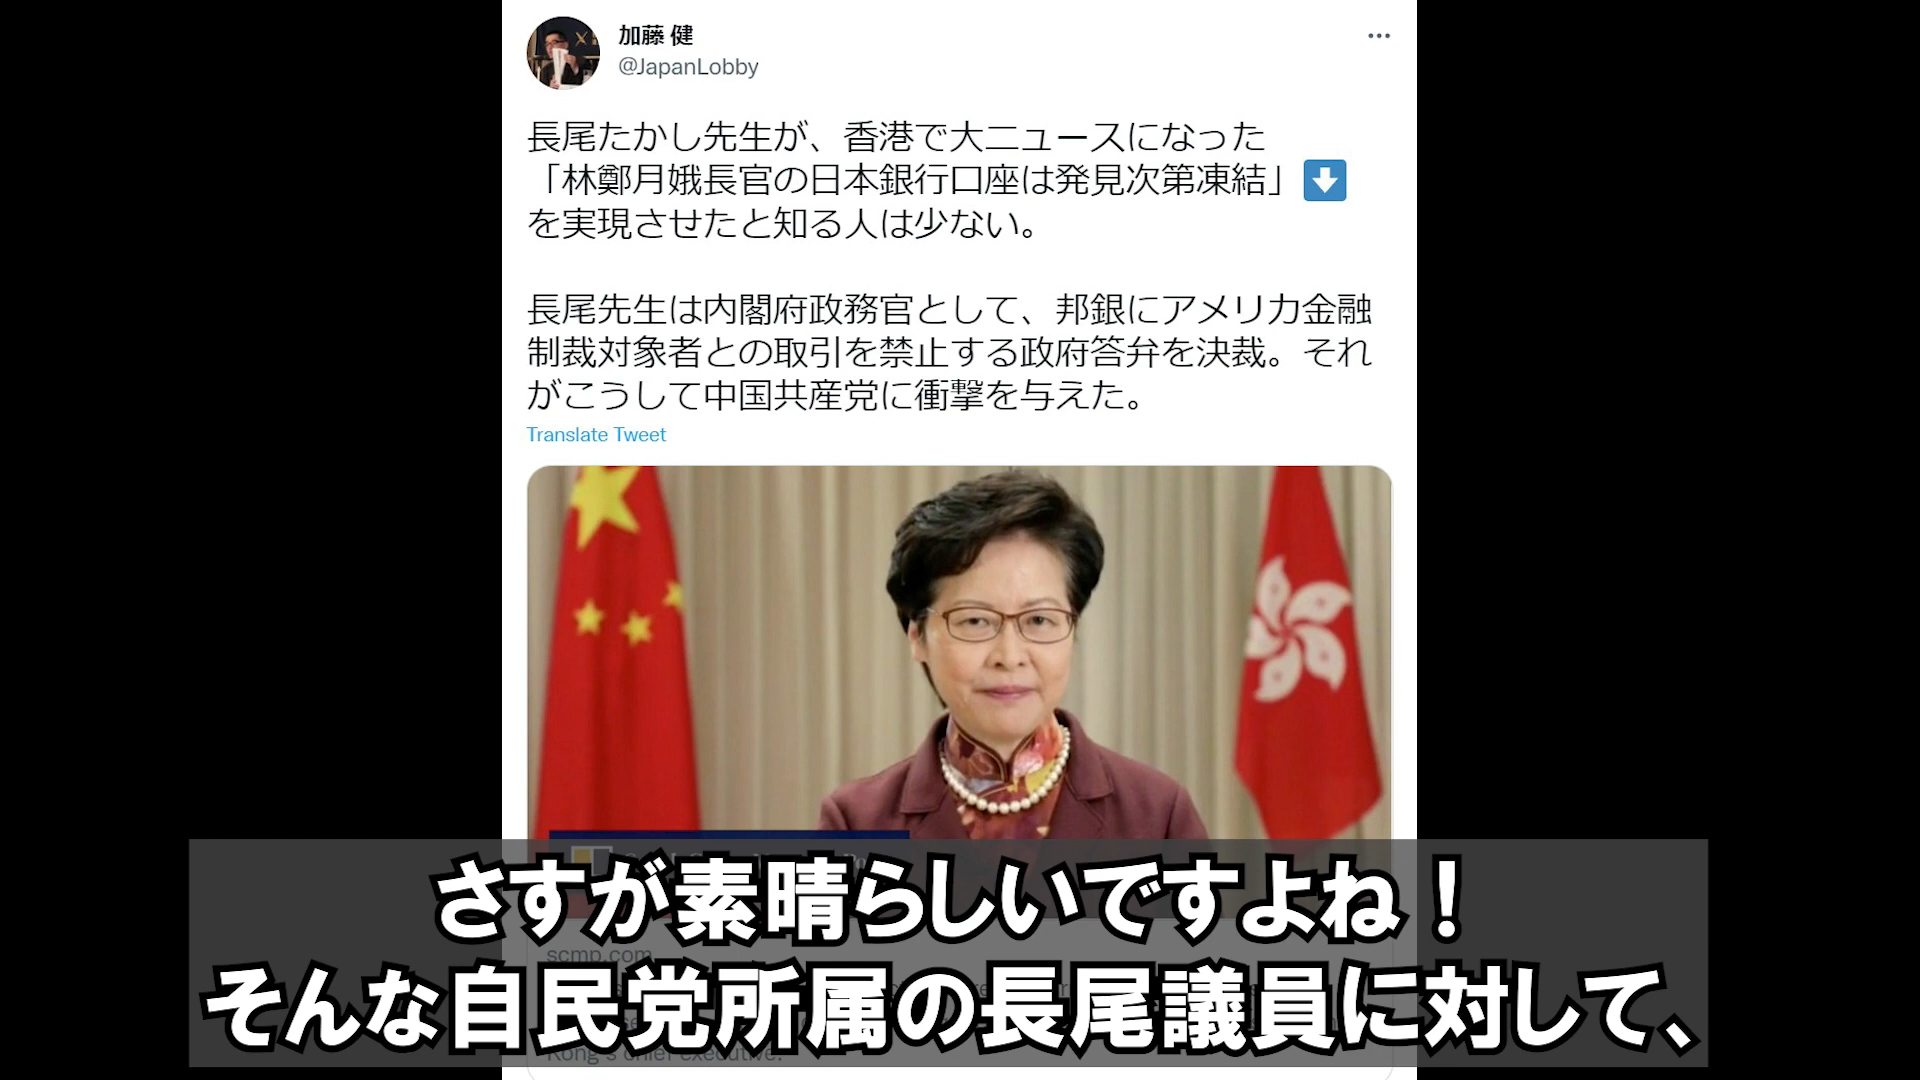 加藤 健
@JapanLobby
長尾たかし先生が、香港で大ニュースになった
「林鄭月娥長官の日本銀行口座は発見次第凍結」⬇
を実現させたと知る人は少ない。
長尾先生は内閣府政務官として、邦銀にアメリカ金融
制裁対象者との取引を禁止する政府答弁を決裁。それ
がこうして中国共産党に衝撃を与えた。
Translate Tweet
scmp.com
さすが素晴らしいですよね！
そんな自民党所属の長尾議員に対して、
Kong's chief executive.